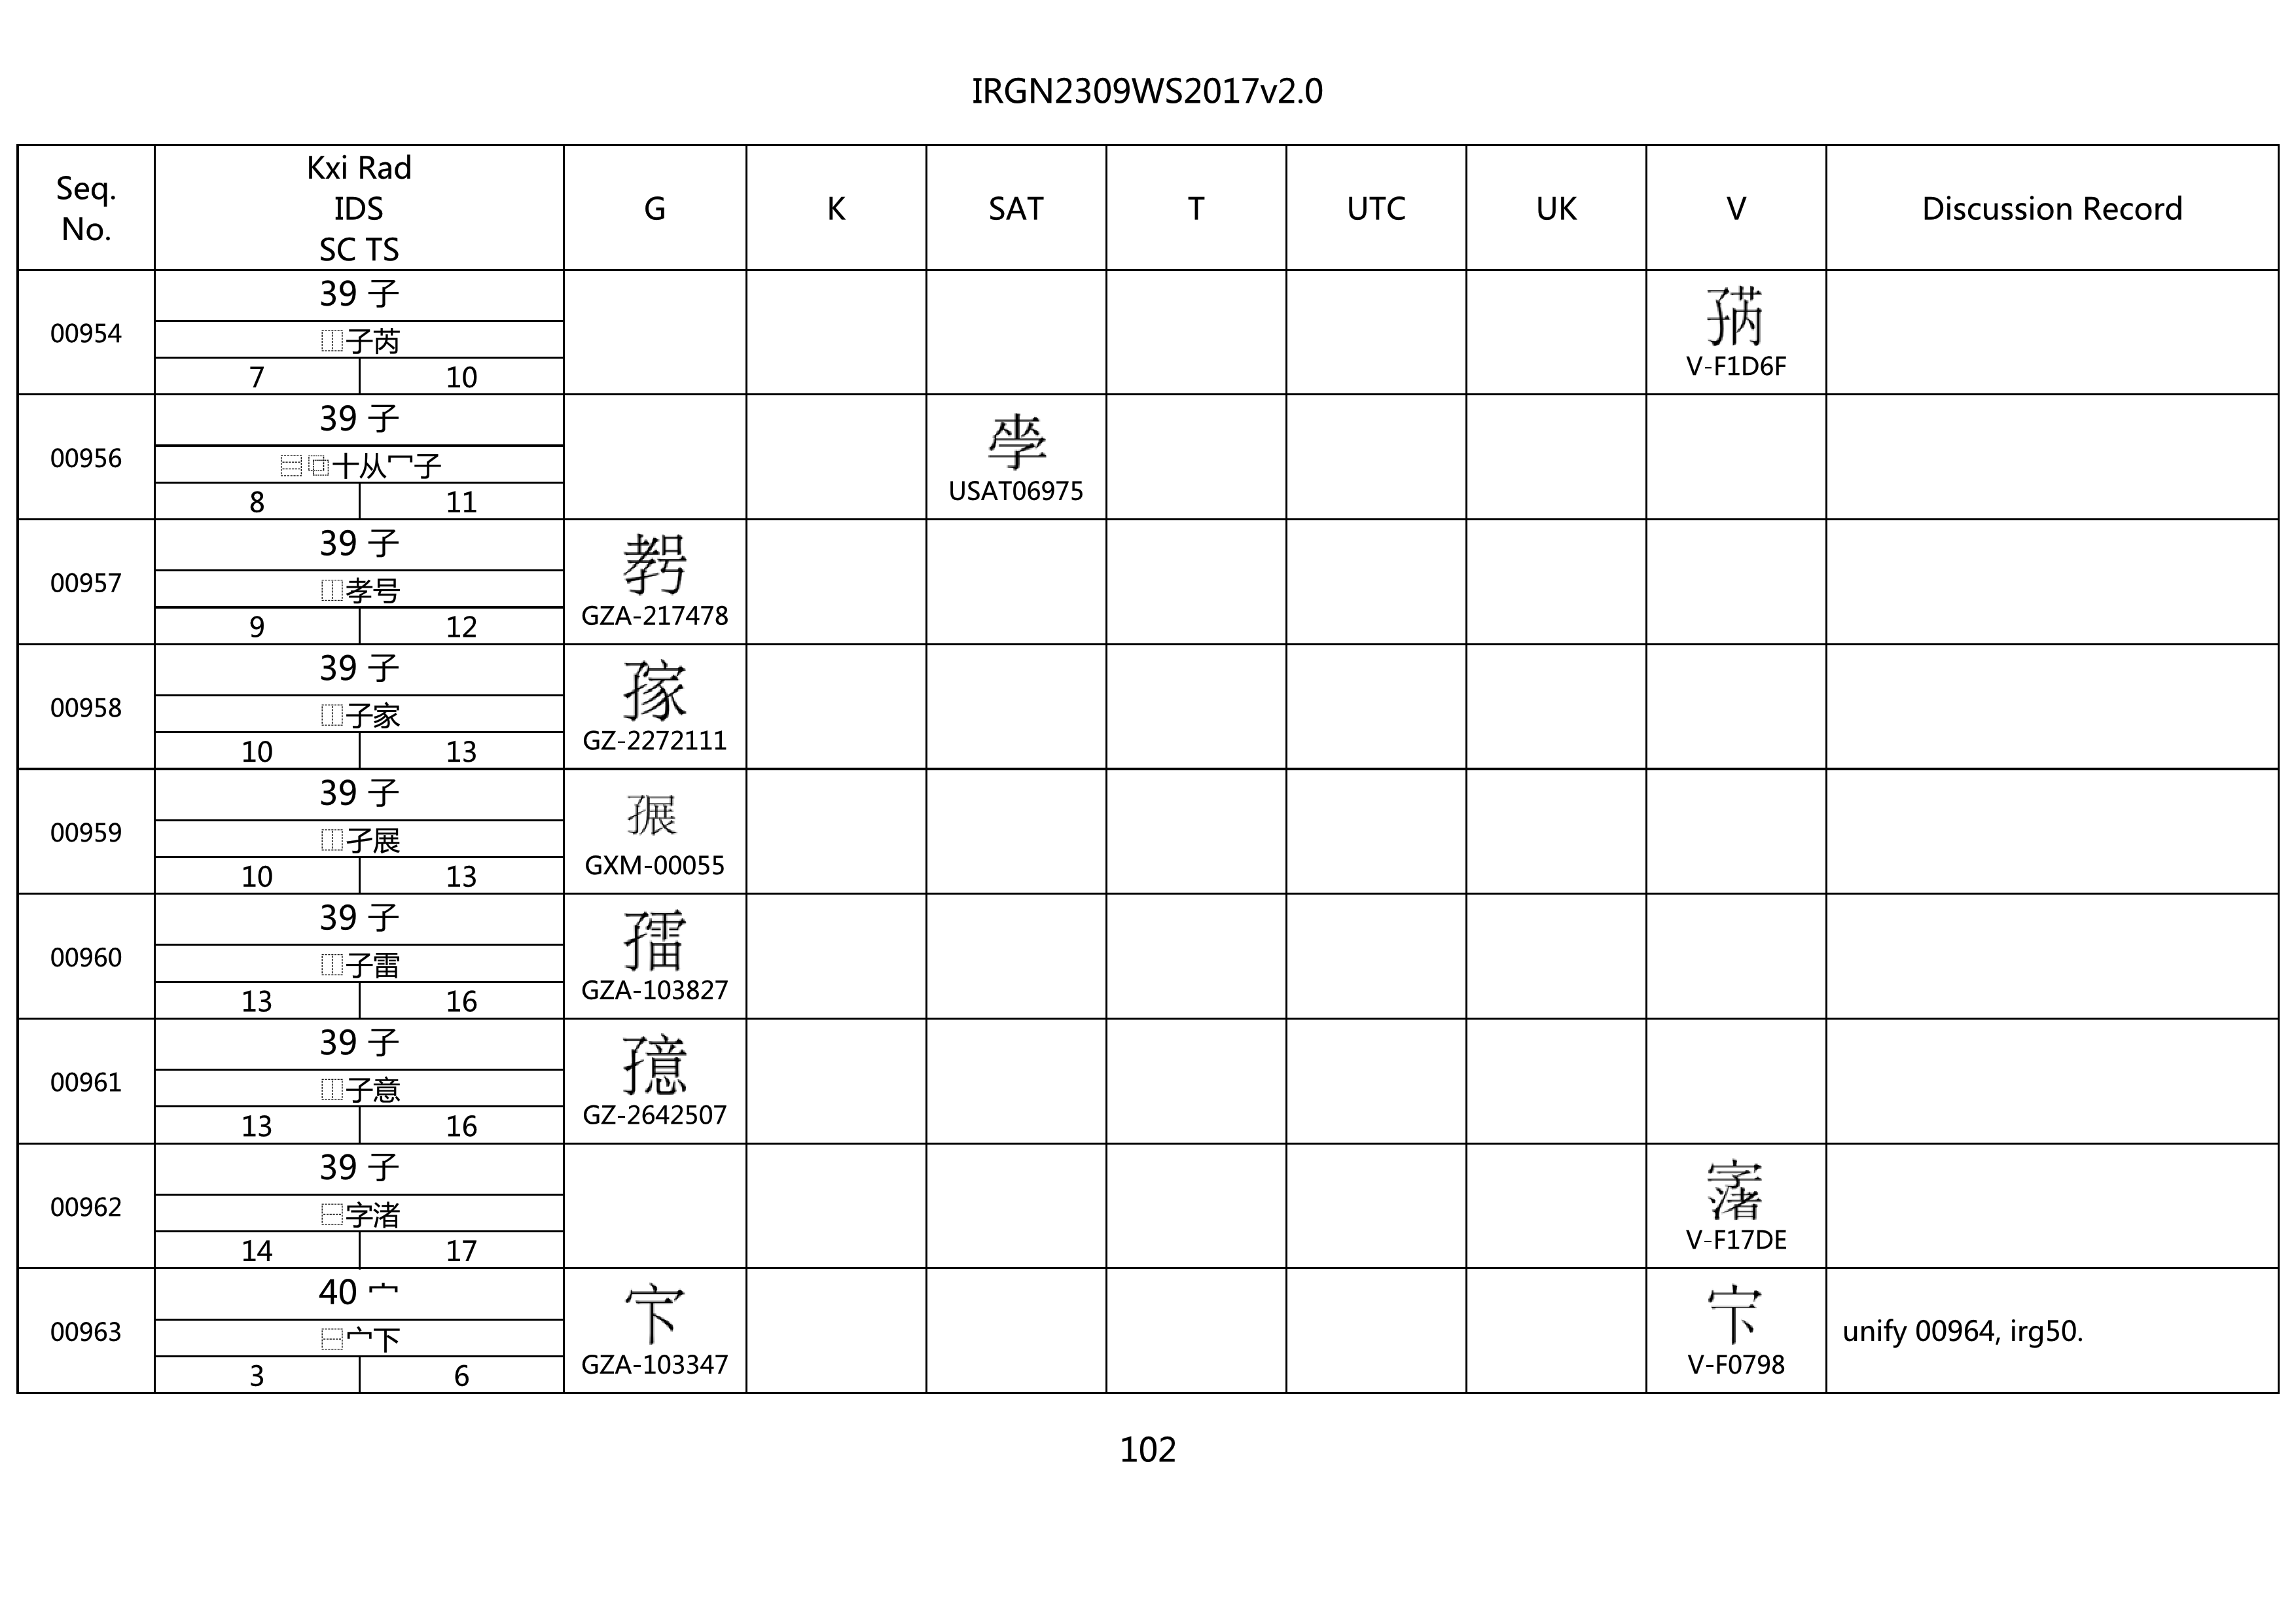 IRGN2309WS2017v2.0
Seq. No. Kxi Rad IDS SC TS G K SAT T UTC UK V Discussion Record
00954
39 子
⿰子苪
7 10
V-F1D6F
00956
39 子
⿳⿻十从冖子
8 11
USAT06975
00957
39 子
⿰孝号
9 12
GZA-217478
00958
39 子
⿰子家
10 13
GZ-2272111
00959
39 子
⿰孑展
10 13
GXM-00055
00960
39 子
⿰子雷
13 16
GZA-103827
00961
39 子
⿰子意
13 16
GZ-2642507
00962
39 子
⿱字渚
14 17
V-F17DE
00963
40 宀
⿱宀下
3 6
GZA-103347
V-F0798
unify 00964, irg50.
102